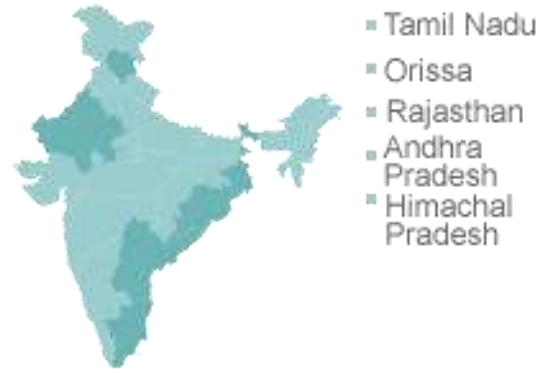 Tamil Nadu
Orissa
Rajasthan
Andhra
Pradesh
Himachal
Pradesh